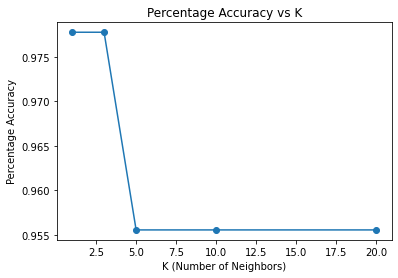 Percentage Accuracy vs K
Percentage Accuracy
0.975
0.970
0.965
0.960
0.955
2.5 5.0 7.5 10.0 12.5 15.0 17.5 20.0
K (Number of Neighbors)